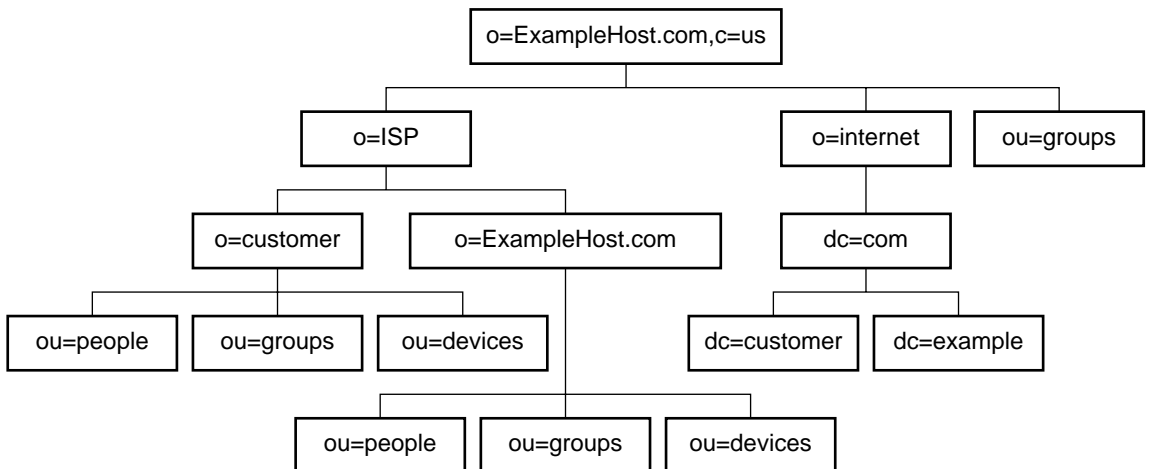 o=ExampleHost.com,c=us
o=ISP
o=internet
ou=groups
o=customer
o=ExampleHost.com
dc=com
ou=people
ou=groups
ou=devices
dc=customer
dc=example
ou=people
ou=groups
ou=devices